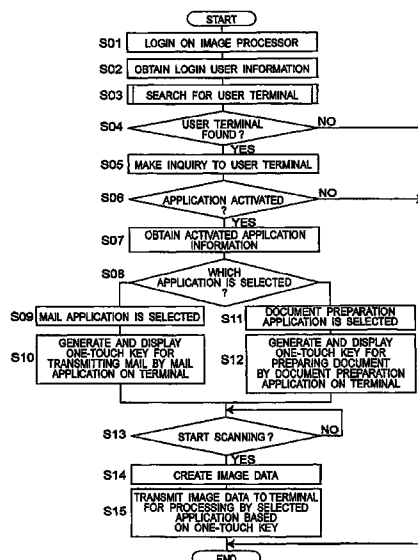 START
S01 LOGIN ON IMAGE PROCESSOR
S02 OBTAIN LOGIN USER INFORMATION
S03 SEARCH FOR USER TERMINAL
S04 USER TERMINAL
FOUND?
NO
YES
S05 MAKE INQUIRY TO USER TERMINAL
S06 APPLICATION ACTIVATED
?
NO
YES
S07 OBTAIN ACTIVATED APPILCATION
INFORMATION
S08 WHICH
APPLICATION IS SELECTED
?
S09 MAIL APPLICATION IS SELECTED
S10 GENERATE AND DISPLAY
ONE-TOUCH KEY FOR
TRANSMITTING MAIL BY MAIL
APPLICATION ON TERMINAL
S11 DOCUMENT PREPARATION
APPLICATION IS SELECTED
S12 GENERATE AND DISPLAY
ONE-TOUCH KEY FOR
PREPARING DOCUMENT
BY DOCUMENT PREPARATION
APPLICATION ON TERMINAL
S13 START SCANNING?
NO
YES
S14 CREATE IMAGE DATA
S15 TRANSMIT IMAGE DATA TO TERMINAL
FOR PROCESSING BY SELECTED
APPLICATION BASED
ON ONE-TOUCH KEY
END